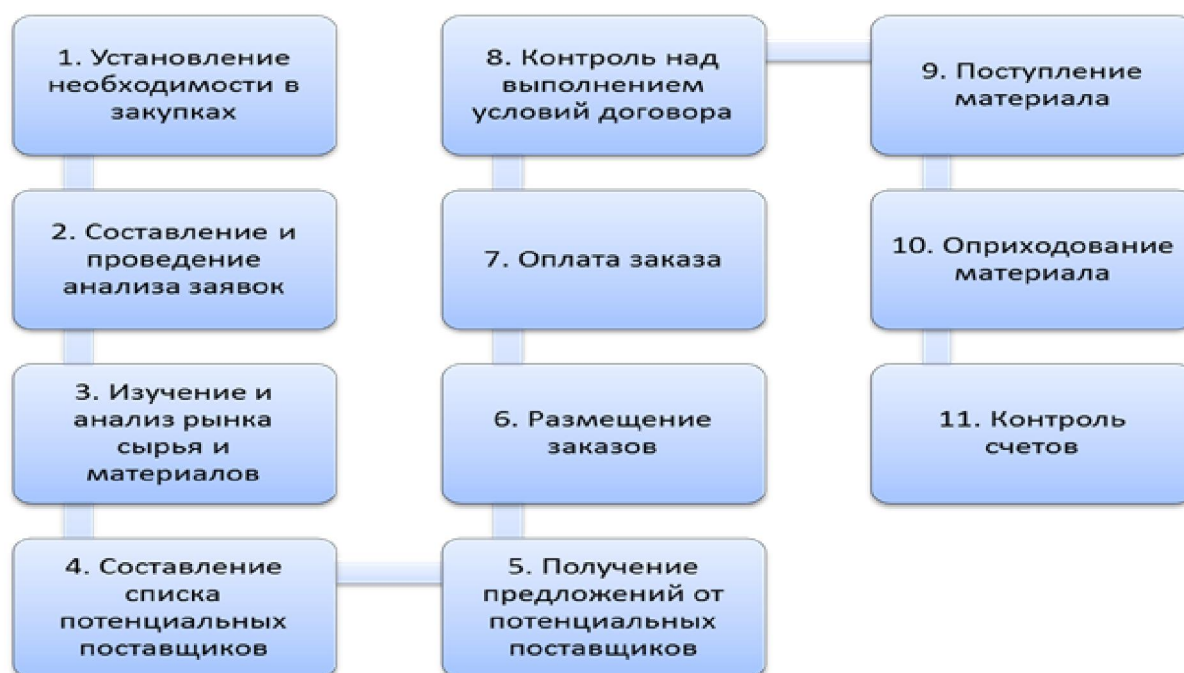 1. Установление
необходимости в
закупках
2. Составление и
проведение
анализа заявок
3. Изучение и
анализ рынка
сырья и
материалов
4. Составление
списка
потенциальных
поставщиков
5. Получение
предложений от
потенциальных
поставщиков
6. Размещение
заказов
7. Оплата заказа
8. Контроль над
выполнением
условий договора
9. Поступление
материала
10. Оприходование
материала
11. Контроль
счетов